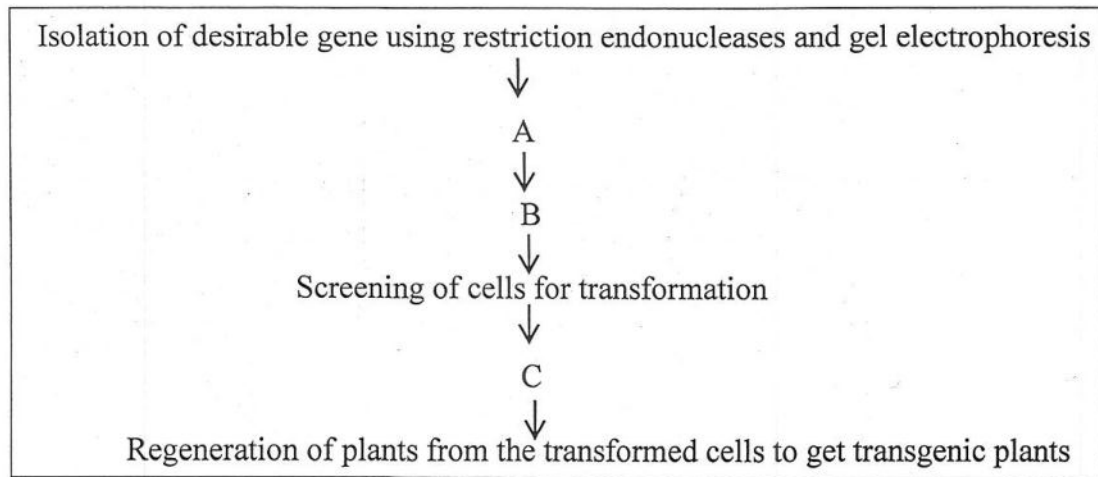 Isolation of desirable gene using restriction endonucleases and gel electrophoresis
A
B
Screening of cells for transformation
C
Regeneration of plants from the transformed cells to get transgenic plants